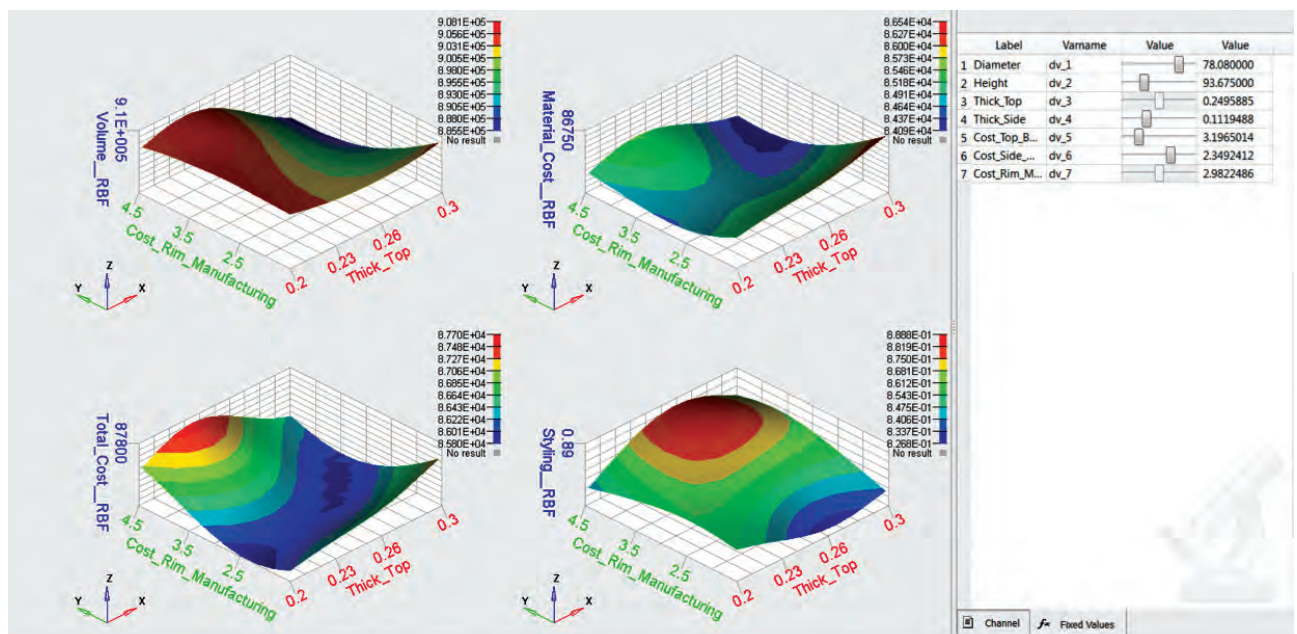 9.081E+05
9.056E+05
9.031E+05
9.005E+05
8.980E+05
8.955E+05
8.930E+05
8.905E+05
8.880E+05
8.855E+05
No result
9.1E+005
Volume__RBF
4.5
3.5
2.5
Cost_Rim_Manufacturing
0.2
0.23
0.26
0.3
Thick_Top
Z
Y
X
8.654E+04
8.627E+04
8.600E+04
8.573E+04
8.546E+04
8.518E+04
8.491E+04
8.464E+04
8.437E+04
8.409E+04
No result
86750
Material_Cost__RBF
4.5
3.5
2.5
Cost_Rim_Manufacturing
0.2
0.23
0.26
0.3
Thick_Top
Z
Y
X
8.770E+04
8.748E+04
8.727E+04
8.706E+04
8.685E+04
8.664E+04
8.643E+04
8.622E+04
8.601E+04
8.580E+04
No result
87800
Total_Cost__RBF
4.5
3.5
2.5
Cost_Rim_Manufacturing
0.2
0.23
0.26
0.3
Thick_Top
Z
Y
X
8.888E-01
8.819E-01
8.750E-01
8.681E-01
8.612E-01
8.543E-01
8.475E-01
8.406E-01
8.337E-01
8.268E-01
No result
0.89
Styling__RBF
4.5
3.5
2.5
Cost_Rim_Manufacturing
0.2
0.23
0.26
0.3
Thick_Top
Z
Y
X
Label Varname Value Value
1 Diameter dv_1 78.080000
2 Height dv_2 93.675000
3 Thick_Top dv_3 0.2495885
4 Thick_Side dv_4 0.1119488
5 Cost_Top_B... dv_5 3.1965014
6 Cost_Side_... dv_6 2.3492412
7 Cost_Rim_M... dv_7 2.9822486
Channel fx Fixed Values